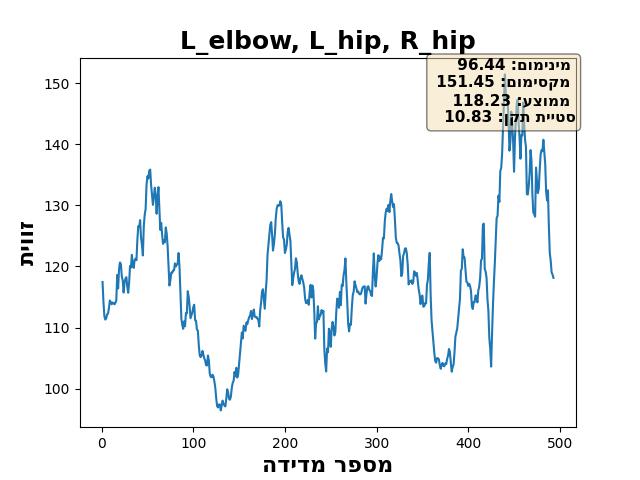 L_elbow, L_hip, R_hip
מינימום: 96.44
מקסימום: 151.45
ממוצע: 118.23
סטיית תקן: 10.83
150
140
130
120
110
100
זווית
0 100 200 300 400 500
מספר מדידה